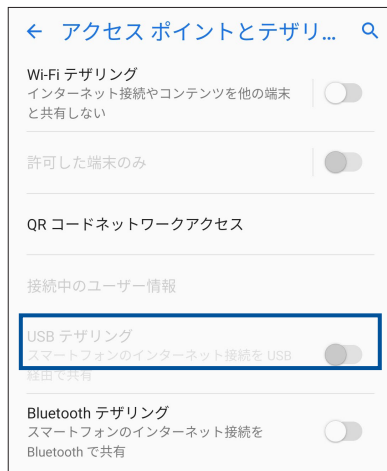 アクセス ポイントとテザリ...
Wi-Fi テザリング
インターネット接続やコンテンツを他の端末
と共有しない
許可した端末のみ
QR コードネットワークアクセス
接続中のユーザー情報
USB テザリング
スマートフォンのインターネット接続を USB
経由で共有
Bluetooth テザリング
スマートフォンのインターネット接続を
Bluetooth で共有